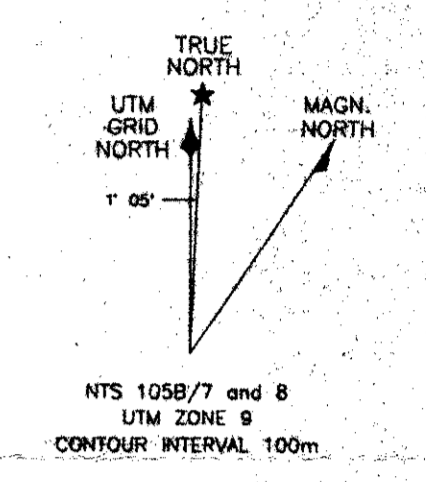 TRUE
NORTH
UTM
GRID
NORTH
MAGN.
NORTH
1° 05'
NTS 105B/7 and 8
UTM ZONE 9
CONTOUR INTERVAL 100m